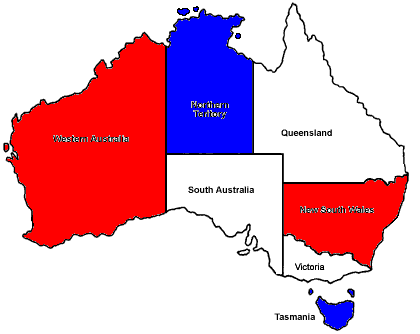 Northern
Territory
Queensland
Western Australia
South Australia
New South Wales
Victoria
Tasmania